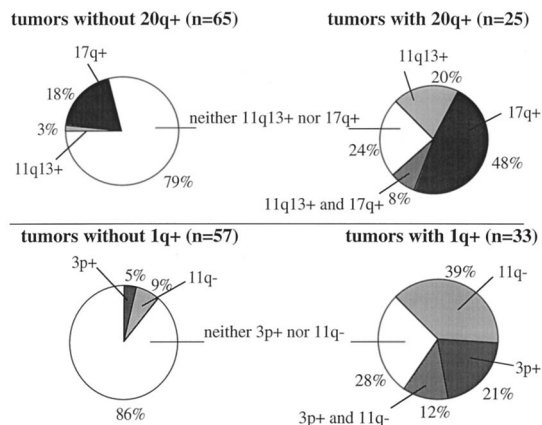 tumors without 20q+ (n=65)
tumors with 20q+ (n=25)
17q+
18%
3%
11q13+
79%
neither 11q13+ nor 17q+
11q13+
20%
17q+
24%
48%
11q13+ and 17q+
8%
tumors without 1q+ (n=57)
tumors with 1q+ (n=33)
3p+
5%
9%
11q-
86%
neither 3p+ nor 11q-
39%
11q-
28%
3p+
21%
12%
3p+ and 11q-